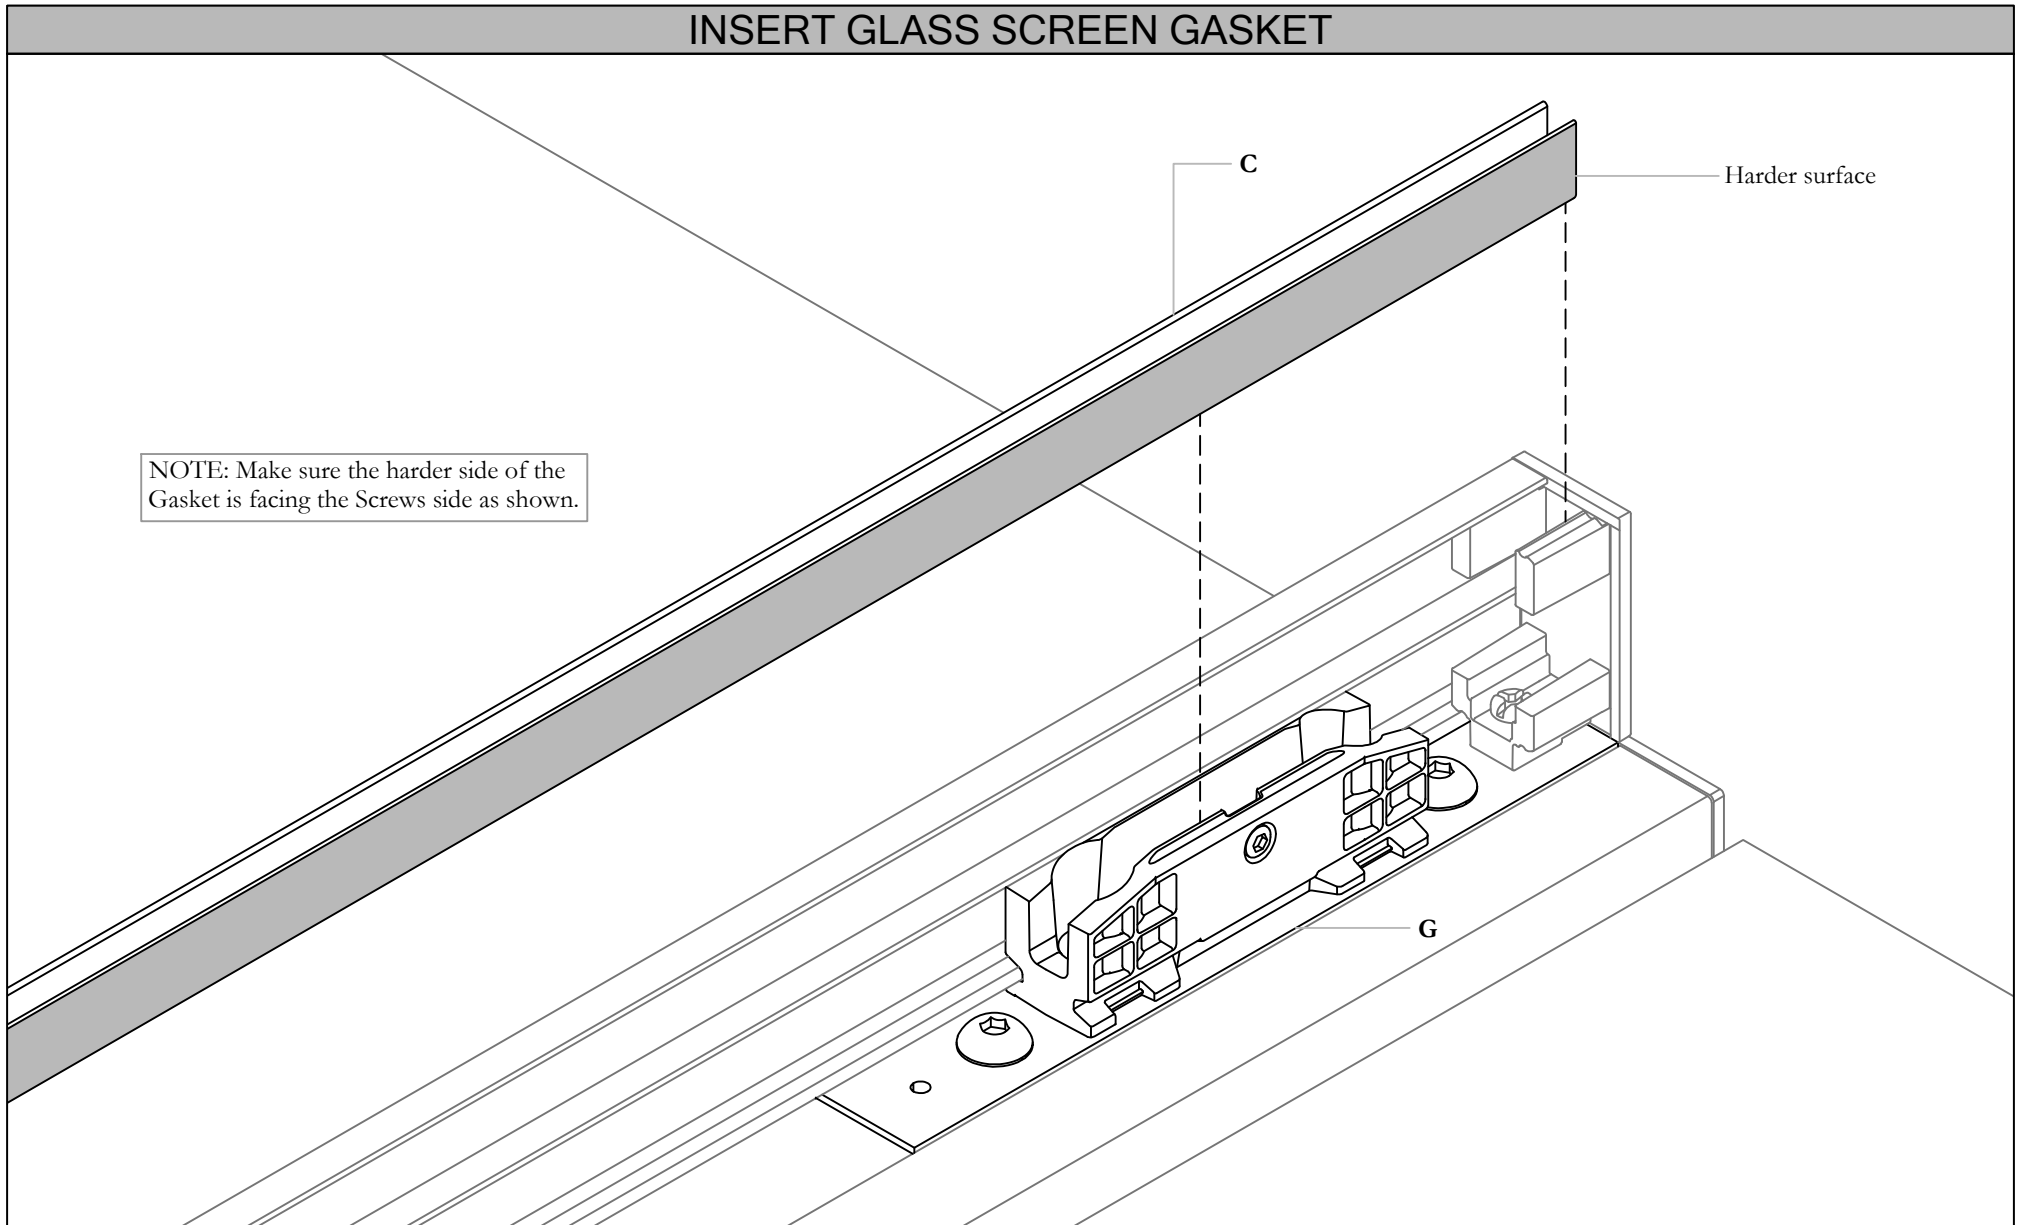 INSERT GLASS SCREEN GASKET
C
Harder surface
NOTE: Make sure the harder side of the
Gasket is facing the Screws side as shown.
G